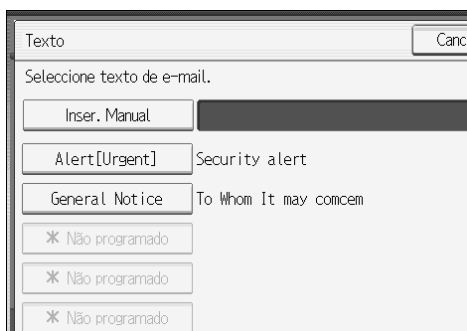 Texto Canc
Seleccione texto de e-mail.
Inser. Manual
Alert[Urgent] Security alert
General Notice To Whom It may comcem
* Não programado
* Não programado
* Não programado